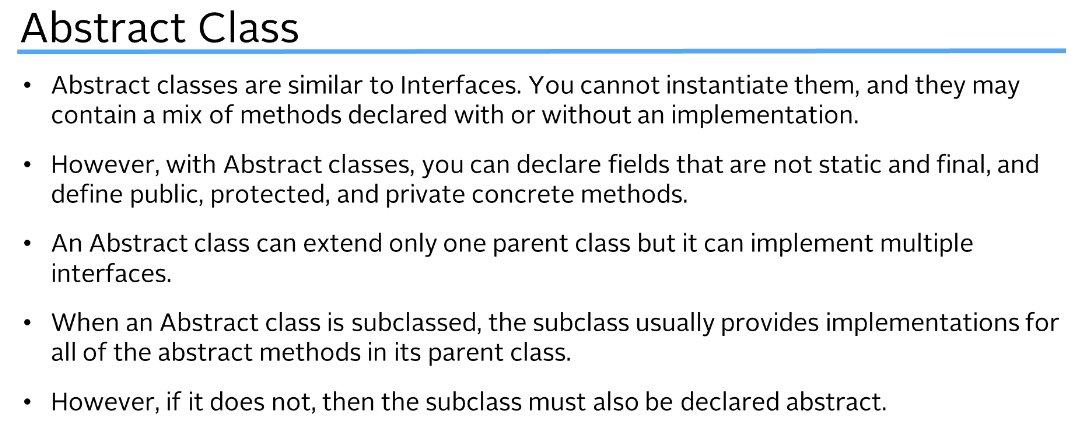 Abstract Class
• Abstract classes are similar to Interfaces. You cannot instantiate them, and they may
contain a mix of methods declared with or without an implementation.
• However, with Abstract classes, you can declare fields that are not static and final, and
define public, protected, and private concrete methods.
• An Abstract class can extend only one parent class but it can implement multiple
interfaces.
• When an Abstract class is subclassed, the subclass usually provides implementations for
all of the abstract methods in its parent class.
• However, if it does not, then the subclass must also be declared abstract.